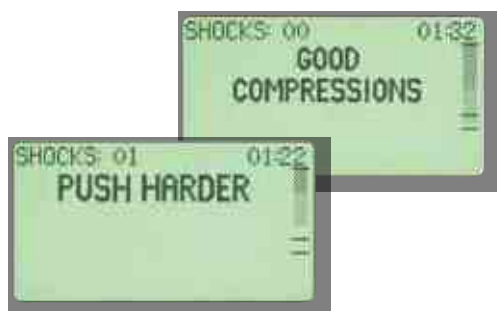 SHOCKS: 00 01:32
GOOD
COMPRESSIONS
SHOCKS: 01 01:22
PUSH HARDER